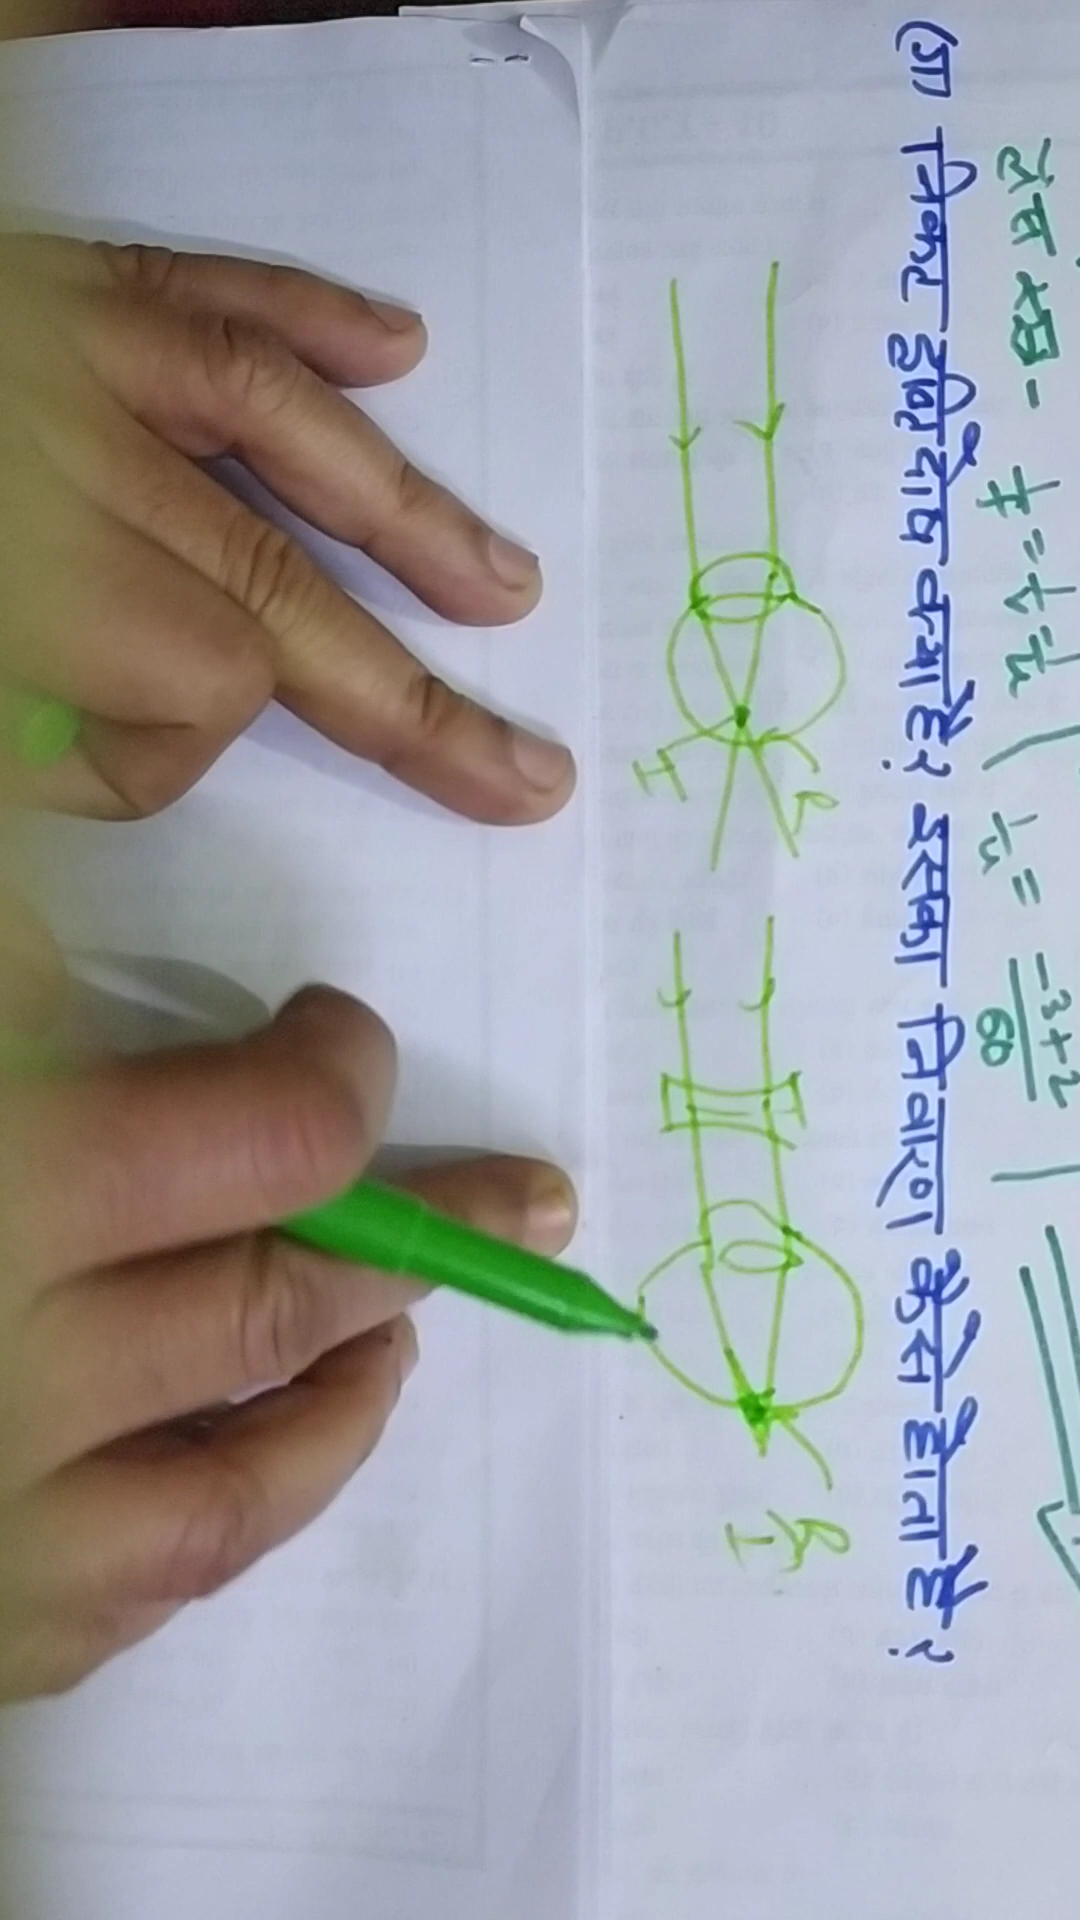 लेंस सूत्र- 1/f = 1/v - 1/u | 1/v = -3+2/60
(ग) निकट दृष्टि दोष क्या है? इसका निवारण कैसे होता है?
R
I
R
I